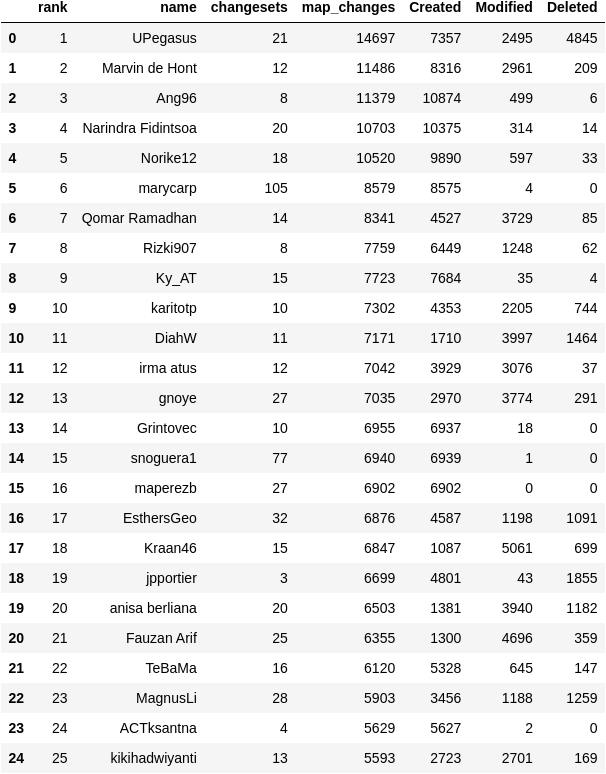 rank name changesets map_changes Created Modified Deleted
0 1 UPegasus 21 14697 7357 2495 4845
1 2 Marvin de Hont 12 11486 8316 2961 209
2 3 Ang96 8 11379 10874 499 6
3 4 Narindra Fidintsoa 20 10703 10375 314 14
4 5 Norike12 18 10520 9890 597 33
5 6 marycarp 105 8579 8575 4 0
6 7 Qomar Ramadhan 14 8341 4527 3729 85
7 8 Rizki907 8 7759 6449 1248 62
8 9 Ky_AT 15 7723 7684 35 4
9 10 karitotp 10 7302 4353 2205 744
10 11 DiahW 11 7171 1710 3997 1464
11 12 irma atus 12 7042 3929 3076 37
12 13 gnoye 27 7035 2970 3774 291
13 14 Grintovec 10 6955 6937 18 0
14 15 snoguera1 77 6940 6939 1 0
15 16 maperezb 27 6902 6902 0 0
16 17 EsthersGeo 32 6876 4587 1198 1091
17 18 Kraan46 15 6847 1087 5061 699
18 19 jpportier 3 6699 4801 43 1855
19 20 anisa berliana 20 6503 1381 3940 1182
20 21 Fauzan Arif 25 6355 1300 4696 359
21 22 TeBaMa 16 6120 5328 645 147
22 23 MagnusLi 28 5903 3456 1188 1259
23 24 ACTksantna 4 5629 5627 2 0
24 25 kikihadwiyanti 13 5593 2723 2701 169